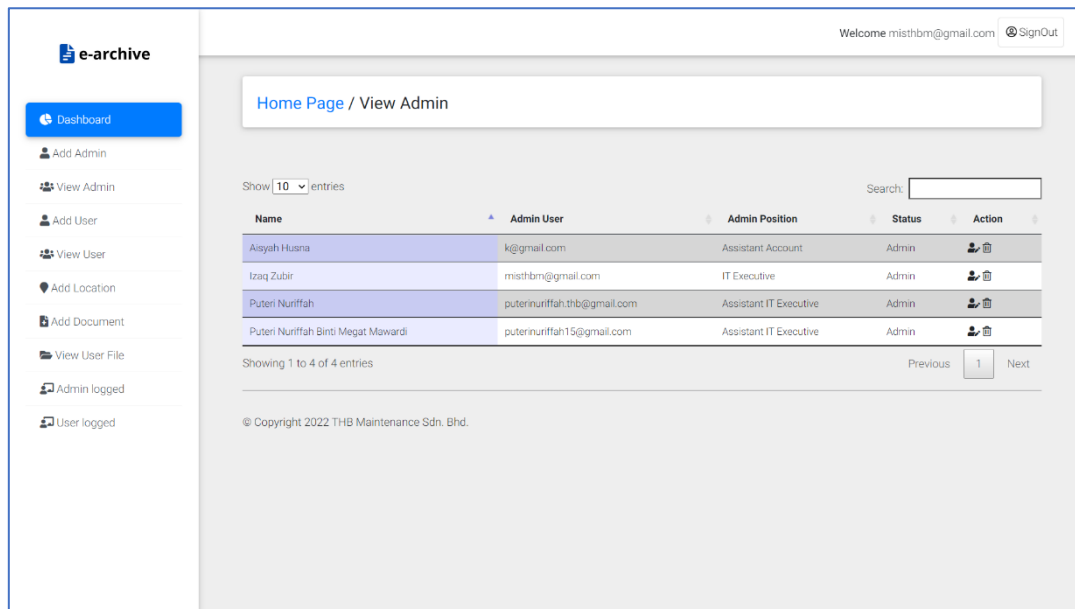 Welcome misthbm@gmail.com SignOut
e-archive
Dashboard
Add Admin
View Admin
Add User
View User
Add Location
Add Document
View User File
Admin logged
User logged
Home Page / View Admin
Show 10 entries
Search:
Name Admin User Admin Position Status Action
Aisyah Husna k@gmail.com Assistant Account Admin
Izaq Zubir misthbm@gmail.com IT Executive Admin
Puteri Nuriffah puterinuriffah.thb@gmail.com Assistant IT Executive Admin
Puteri Nuriffah Binti Megat Mawardi puterinuriffah15@gmail.com Assistant IT Executive Admin
Showing 1 to 4 of 4 entries
Previous 1 Next
© Copyright 2022 THB Maintenance Sdn. Bhd.